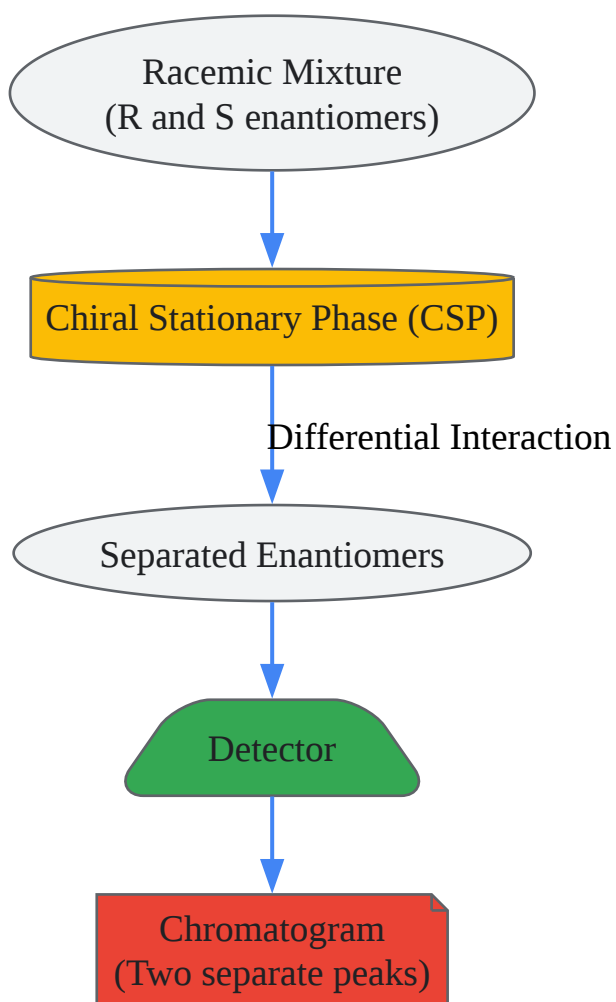 Racemic Mixture
(R and S enantiomers)
Chiral Stationary Phase (CSP)
Differential Interaction
Separated Enantiomers
Detector
Chromatogram
(Two separate peaks)